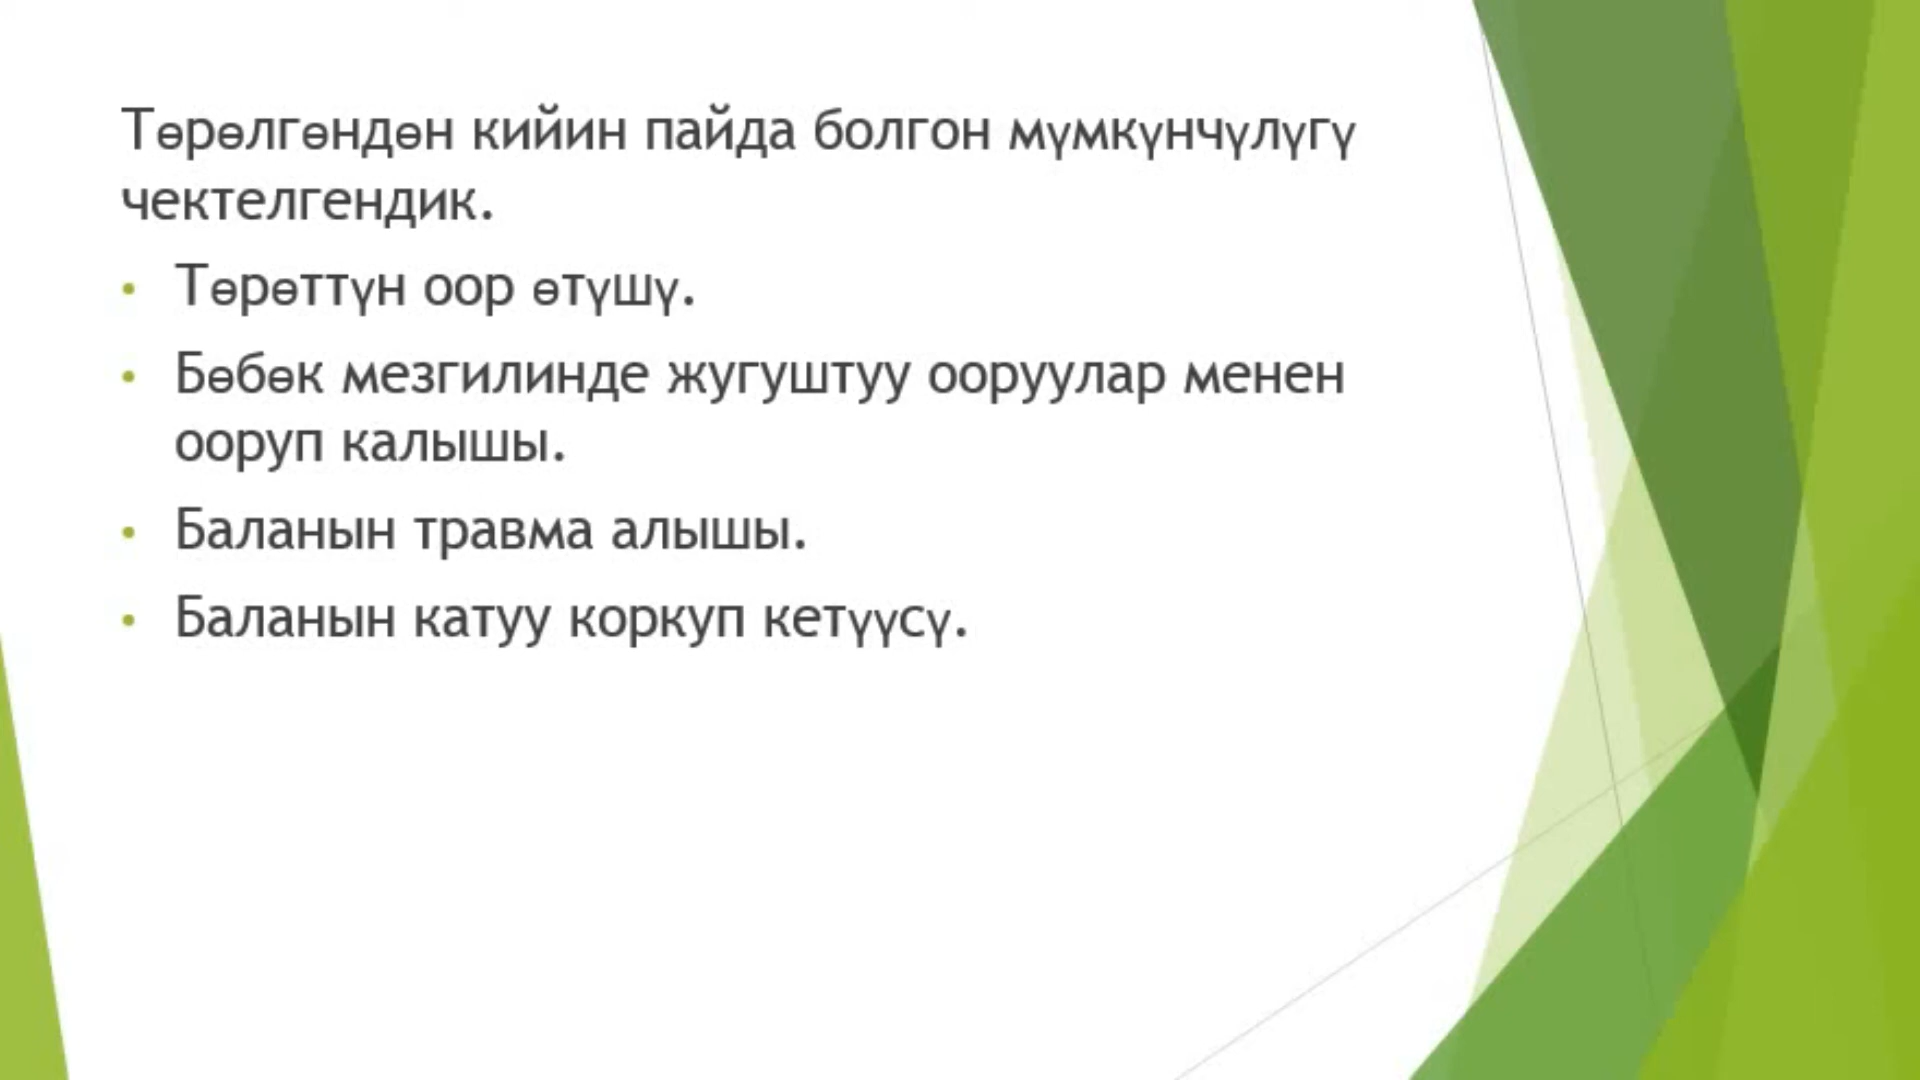 Төрөлгөндөн кийин пайда болгон мүмкүнчүлүгү
чектелгендик.
• Төрөттүн оор өтүшү.
• Бөбөк мезгилинде жугуштуу ооруулар менен
ооруп калышы.
• Баланын травма алышы.
• Баланын катуу коркуп кетүүсү.